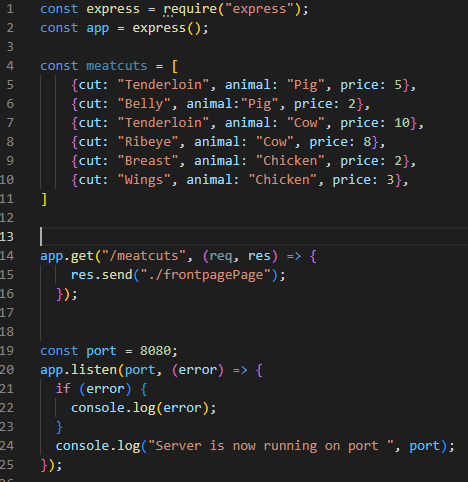 1 const express = require("express");
2 const app = express();
3
4 const meatcuts = [
5 {cut: "Tenderloin", animal: "Pig", price: 5},
6 {cut: "Belly", animal:"Pig", price: 2},
7 {cut: "Tenderloin", animal: "Cow", price: 10},
8 {cut: "Ribeye", animal: "Cow", price: 8},
9 {cut: "Breast", animal: "Chicken", price: 2},
10 {cut: "Wings", animal: "Chicken", price: 3},
11 ]
12
13
14 app.get("/meatcuts", (req, res) => {
15 res.send("./frontpagePage");
16 });
17
18
19 const port = 8080;
20 app.listen(port, (error) => {
21 if (error) {
22 console.log(error);
23 }
24 console.log("Server is now running on port ", port);
25 });